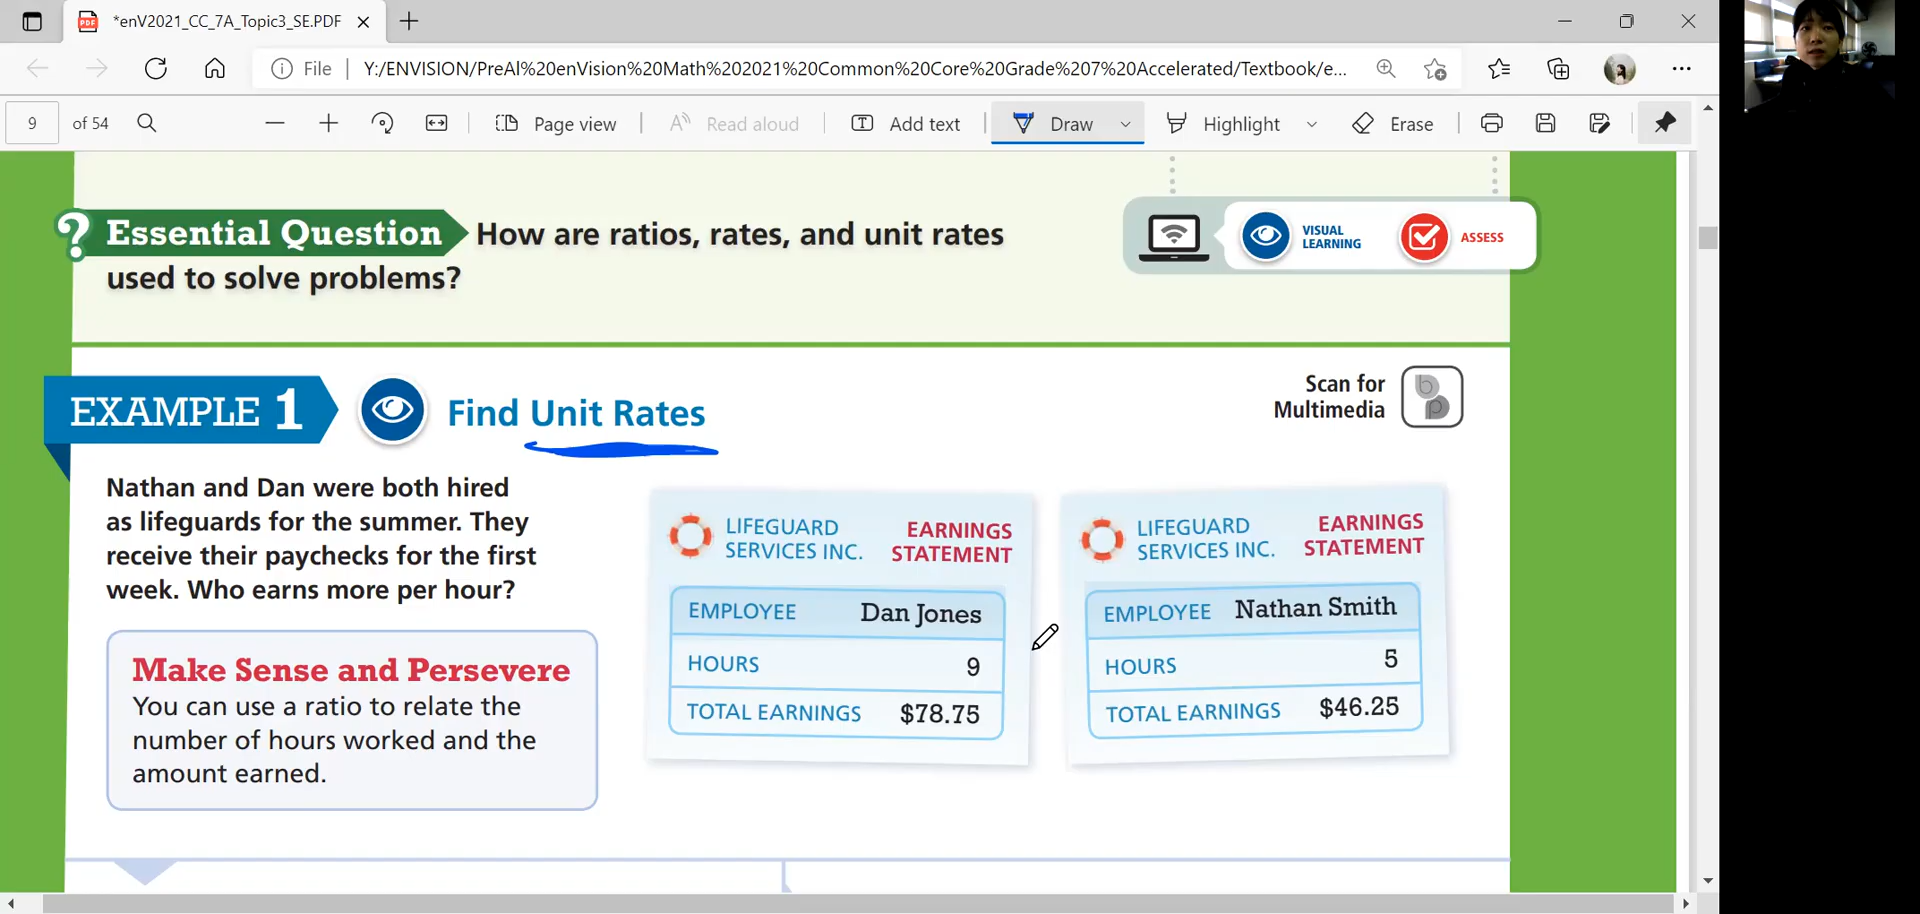 *enV2021_CC_7A_Topic3_SE.PDF
File
Y:/ENVISION/PreAl%20enVision%20Math%202021%20Common%20Core%20Grade%207%20Accelerated/Textbook/e...
9 of 54
Page view
Read aloud
Add text
Draw
Highlight
Erase
? Essential Question How are ratios, rates, and unit rates
used to solve problems?
VISUAL
LEARNING
ASSESS
EXAMPLE 1 Find Unit Rates
Scan for
Multimedia
Nathan and Dan were both hired
as lifeguards for the summer. They
receive their paychecks for the first
week. Who earns more per hour?
Make Sense and Persevere
You can use a ratio to relate the
number of hours worked and the
amount earned.
LIFEGUARD
SERVICES INC.
EARNINGS
STATEMENT
EMPLOYEE Dan Jones
HOURS 9
TOTAL EARNINGS $78.75
LIFEGUARD
SERVICES INC.
EARNINGS
STATEMENT
EMPLOYEE Nathan Smith
HOURS 5
TOTAL EARNINGS $46.25